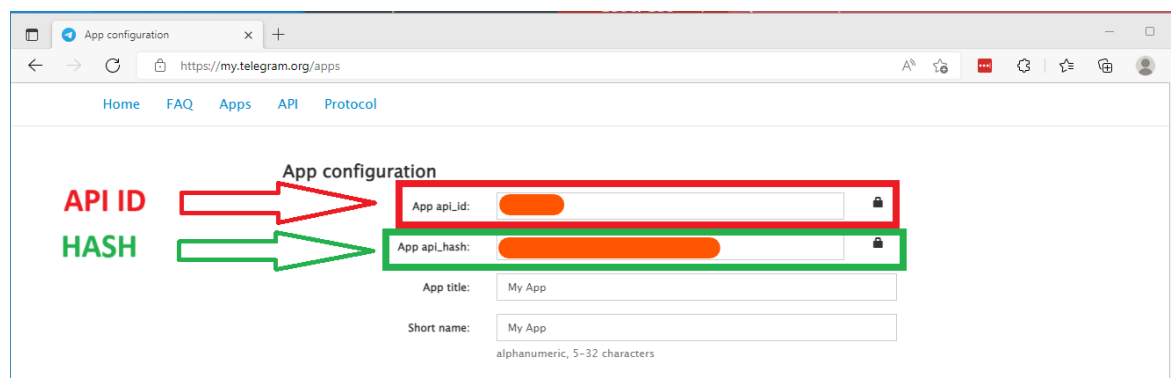 App configuration
https://my.telegram.org/apps
Home FAQ Apps API Protocol
App configuration
API ID
App api_id:
HASH
App api_hash:
App title: My App
Short name: My App
alphanumeric, 5-32 characters